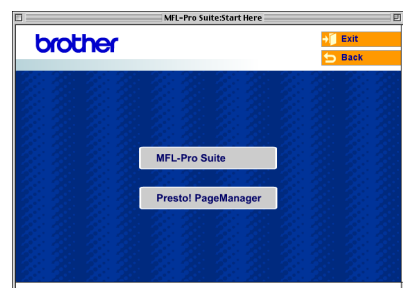 MFL-Pro Suite:Start Here
brother
Exit
Back
MFL-Pro Suite
Presto! PageManager